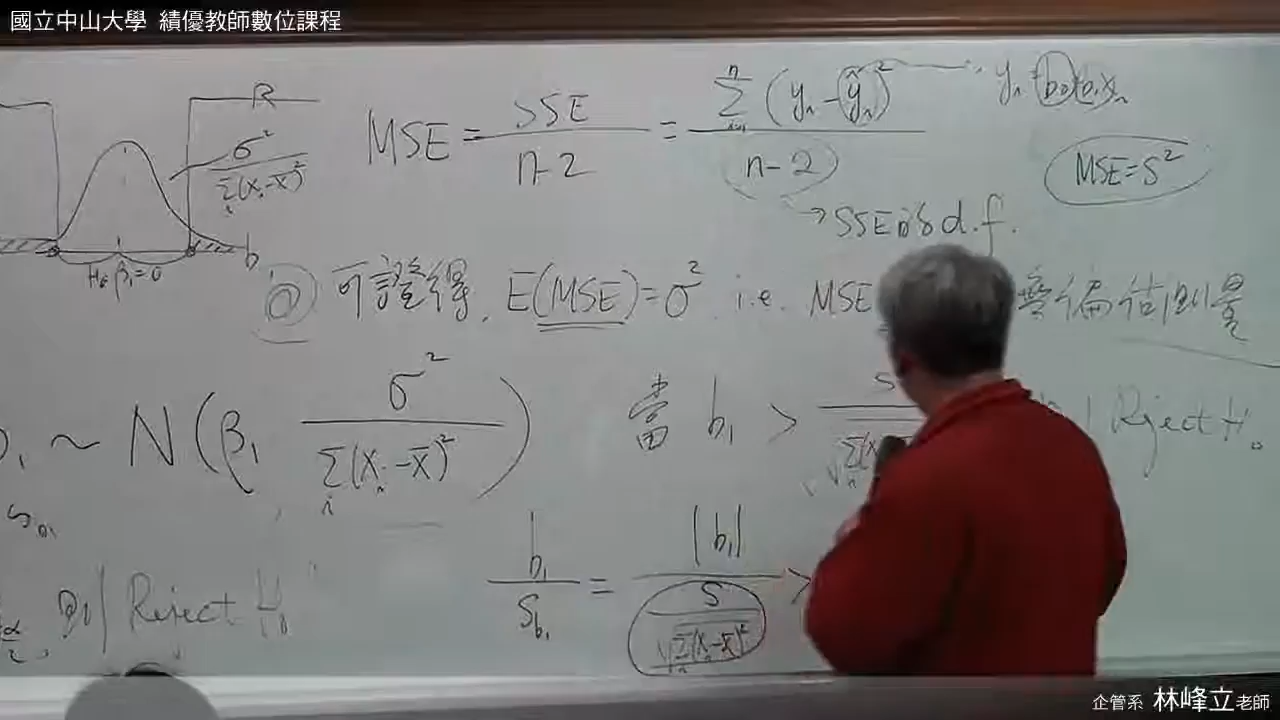 國立中山大學 績優教師數位課程
R
σ²
Σ(xᵢ-x̄)²
b
H₀ β₁=0
MSE = SSE / n-2 = Σ(yᵢ-ŷᵢ)² / n-2
ŷᵢ=b₀+b₁xᵢ
MSE=S²
→SSE的d.f.
@ 可證得, E(MSE)=σ² i.e. MSE 無偏估測量
~ N(β₁, σ² / Σ(xᵢ-x̄)²)
當 b₁ > S
Reject H₀
則 Reject H₀
b₁ / S_b₁ = |b₁| / (S / √Σ(xᵢ-x̄)²) >
企管系 林峰立老師